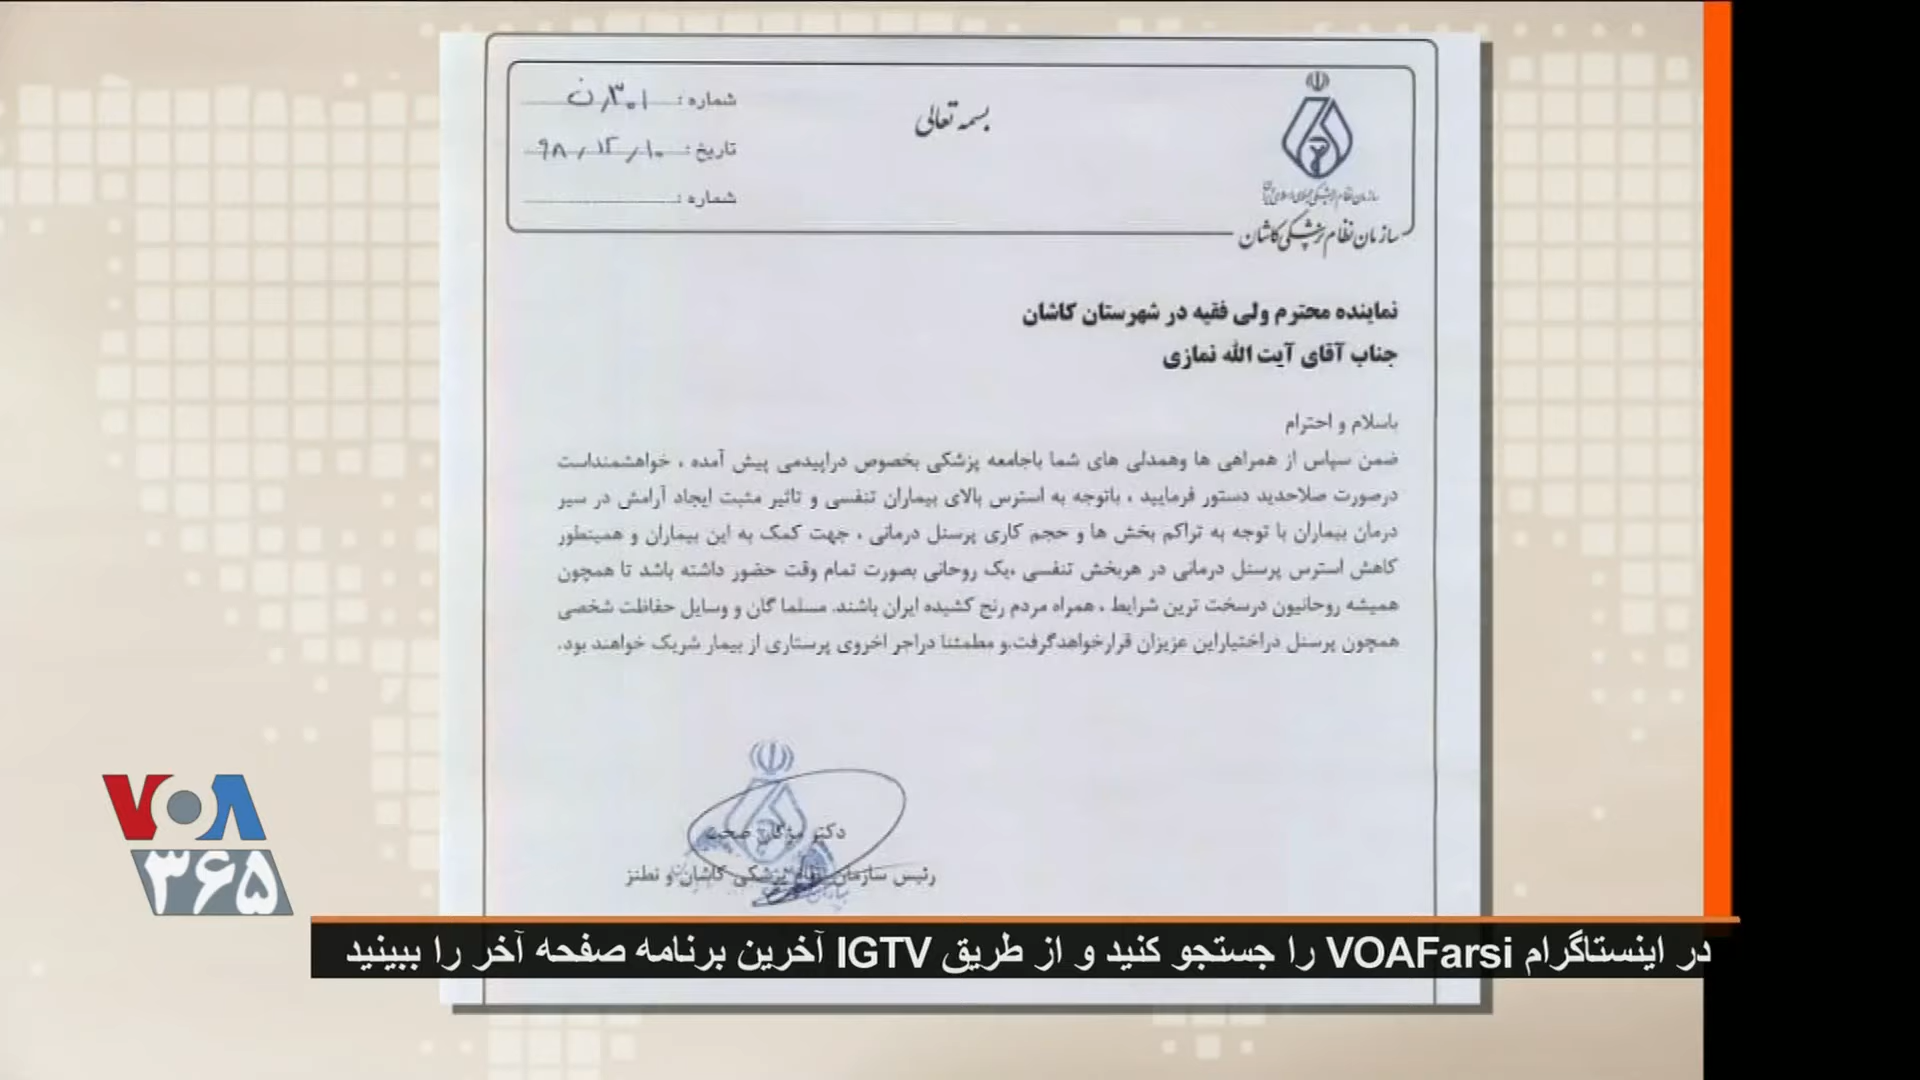 بسمه تعالی
شماره : ۳۰۱/ن
تاریخ : ۹۸/۱۲/۱۰
شماره :
سازمان نظام پزشکی کاشان
نماینده محترم ولی فقیه در شهرستان کاشان
جناب آقای آیت الله نمازی
باسلام و احترام
ضمن سپاس از همراهی ها وهمدلی های شما باجامعه پزشکی بخصوص دراپیدمی پیش آمده ، خواهشمنداست
درصورت صلاحدید دستور فرمایید ، باتوجه به استرس بالای بیماران تنفسی و تاثیر مثبت ایجاد آرامش در سیر
درمان بیماران با توجه به تراکم بخش ها و حجم کاری پرسنل درمانی ، جهت کمک به این بیماران و همینطور
کاهش استرس پرسنل درمانی در هربخش تنفسی ،یک روحانی بصورت تمام وقت حضور داشته باشد تا همچون
همیشه روحانیون درسخت ترین شرایط ، همراه مردم رنج کشیده ایران باشند. مسلما گان و وسایل حفاظت شخصی
همچون پرسنل دراختیاراین عزیزان قرارخواهدگرفت.و مطمئنا دراجر اخروی پرستاری از بیمار شریک خواهند بود.
دکتر مژگان صحت
رئیس سازمان نظام پزشکی کاشان و نطنز
VOA
۳۶۵
در اینستاگرام VOAFarsi را جستجو کنید و از طریق IGTV آخرین برنامه صفحه آخر را ببینید